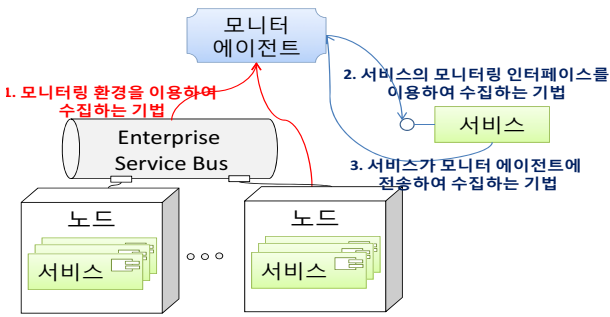 모니터
에이전트
1. 모니터링 환경을 이용하여
수집하는 기법
2. 서비스의 모니터링 인터페이스를
이용하여 수집하는 기법
서비스
Enterprise
Service Bus
3. 서비스가 모니터 에이전트에
전송하여 수집하는 기법
노드
서비스
노드
서비스